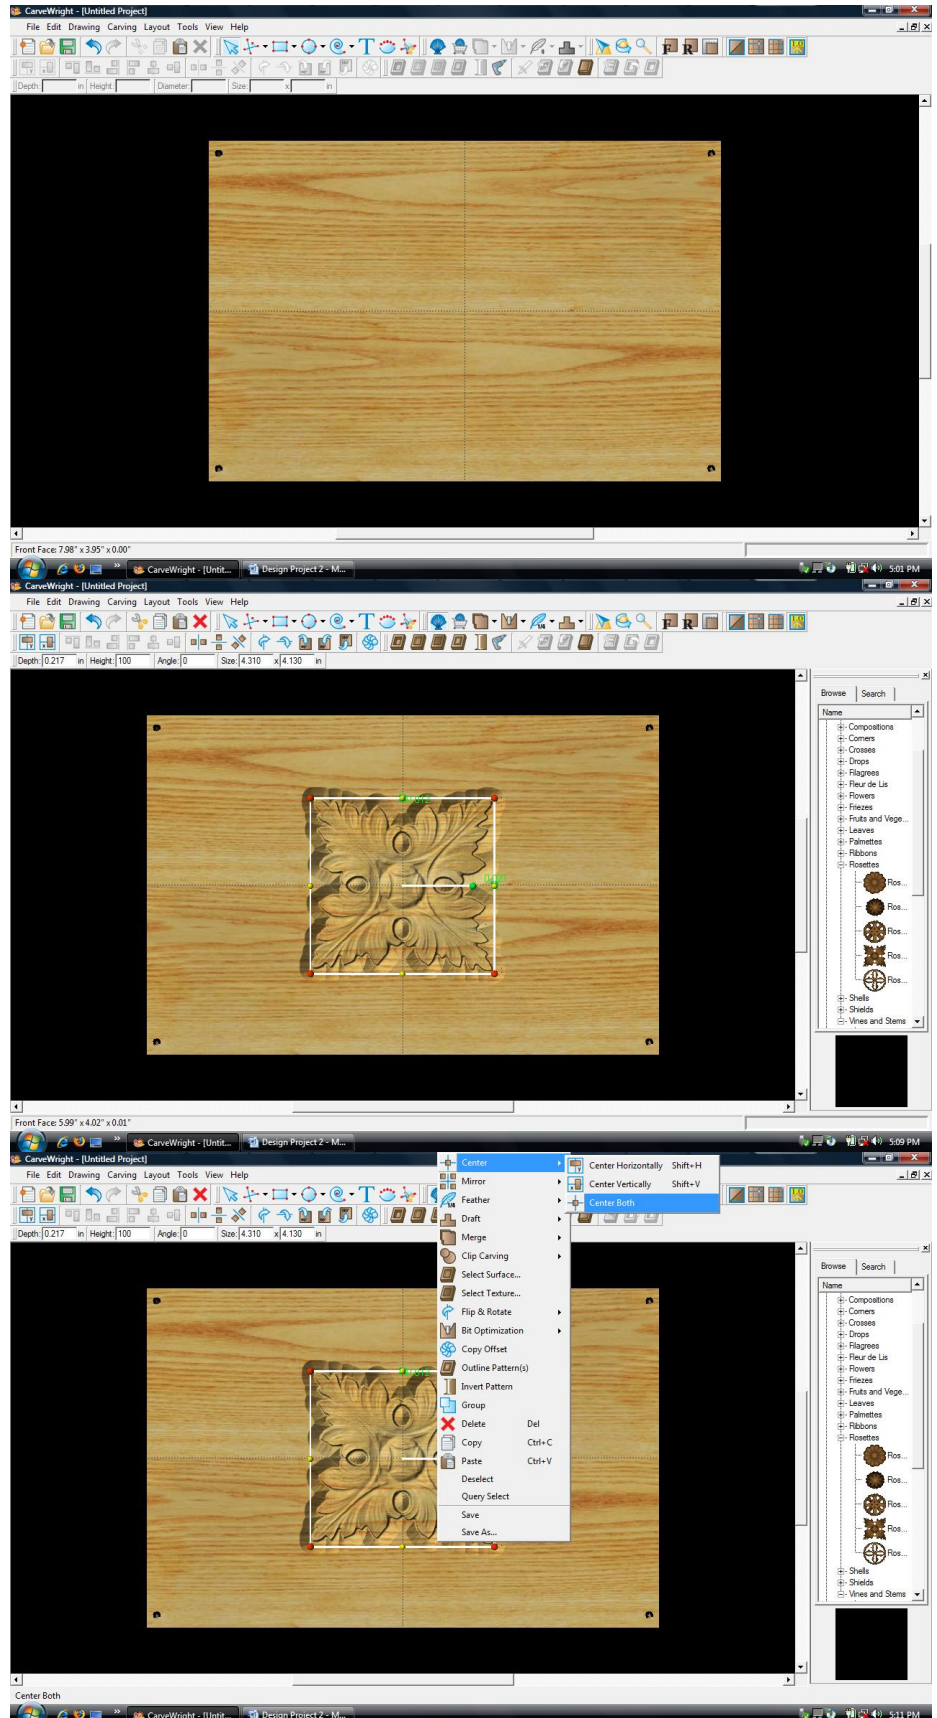 CarveWright - [Untitled Project]
File Edit Drawing Carving Layout Tools View Help
Depth: in Height: Diameter: Size: x in
Front Face: 7.98" x 3.95" x 0.00"
CarveWright - [Untit... Design Project 2 - M... 5:01 PM
CarveWright - [Untitled Project]
File Edit Drawing Carving Layout Tools View Help
Depth: 0.217 in Height: 100 Angle: 0 Size: 4.310 x 4.130 in
Browse Search
Name
Compositions
Corners
Crosses
Drops
Filagrees
Fleur de Lis
Flowers
Friezes
Fruits and Vege...
Leaves
Palmettes
Ribbons
Rosettes
Ros...
Ros...
Ros...
Ros...
Ros...
Shells
Shields
Vines and Stems
Front Face: 5.99" x 4.02" x 0.01"
CarveWright - [Untit... Design Project 2 - M... 5:09 PM
CarveWright - [Untitled Project]
File Edit Drawing Carving Layout Tools View Help
Depth: 0.217 in Height: 100 Angle: 0 Size: 4.310 x 4.130 in
Center
Mirror
Feather
Draft
Merge
Clip Carving
Select Surface...
Select Texture...
Flip & Rotate
Bit Optimization
Copy Offset
Outline Pattern(s)
Invert Pattern
Group
Delete Del
Copy Ctrl+C
Paste Ctrl+V
Deselect
Query Select
Save
Save As...
Center Horizontally Shift+H
Center Vertically Shift+V
Center Both
Browse Search
Name
Compositions
Corners
Crosses
Drops
Filagrees
Fleur de Lis
Flowers
Friezes
Fruits and Vege...
Leaves
Palmettes
Ribbons
Rosettes
Ros...
Ros...
Ros...
Ros...
Ros...
Shells
Shields
Vines and Stems
Center Both
CarveWright - [Untit... Design Project 2 - M... 5:11 PM